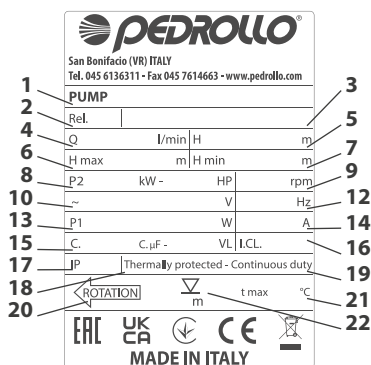 PEDROLLO®
San Bonifacio (VR) ITALY
Tel. 045 6136311 - Fax 045 7614663 - www.pedrollo.com
1 PUMP
2 Rel. 3
4 Q l/min H m 5
6 H max m H min m 7
8 P2 kW - HP rpm 9
10 ~ V Hz 12
13 P1 W A 14
15 C. C. µF - VL I.CL. 16
17 IP Thermally protected - Continuous duty 19
18 ROTATION m t max °C 21
20 22
EAC UK CA CE
MADE IN ITALY